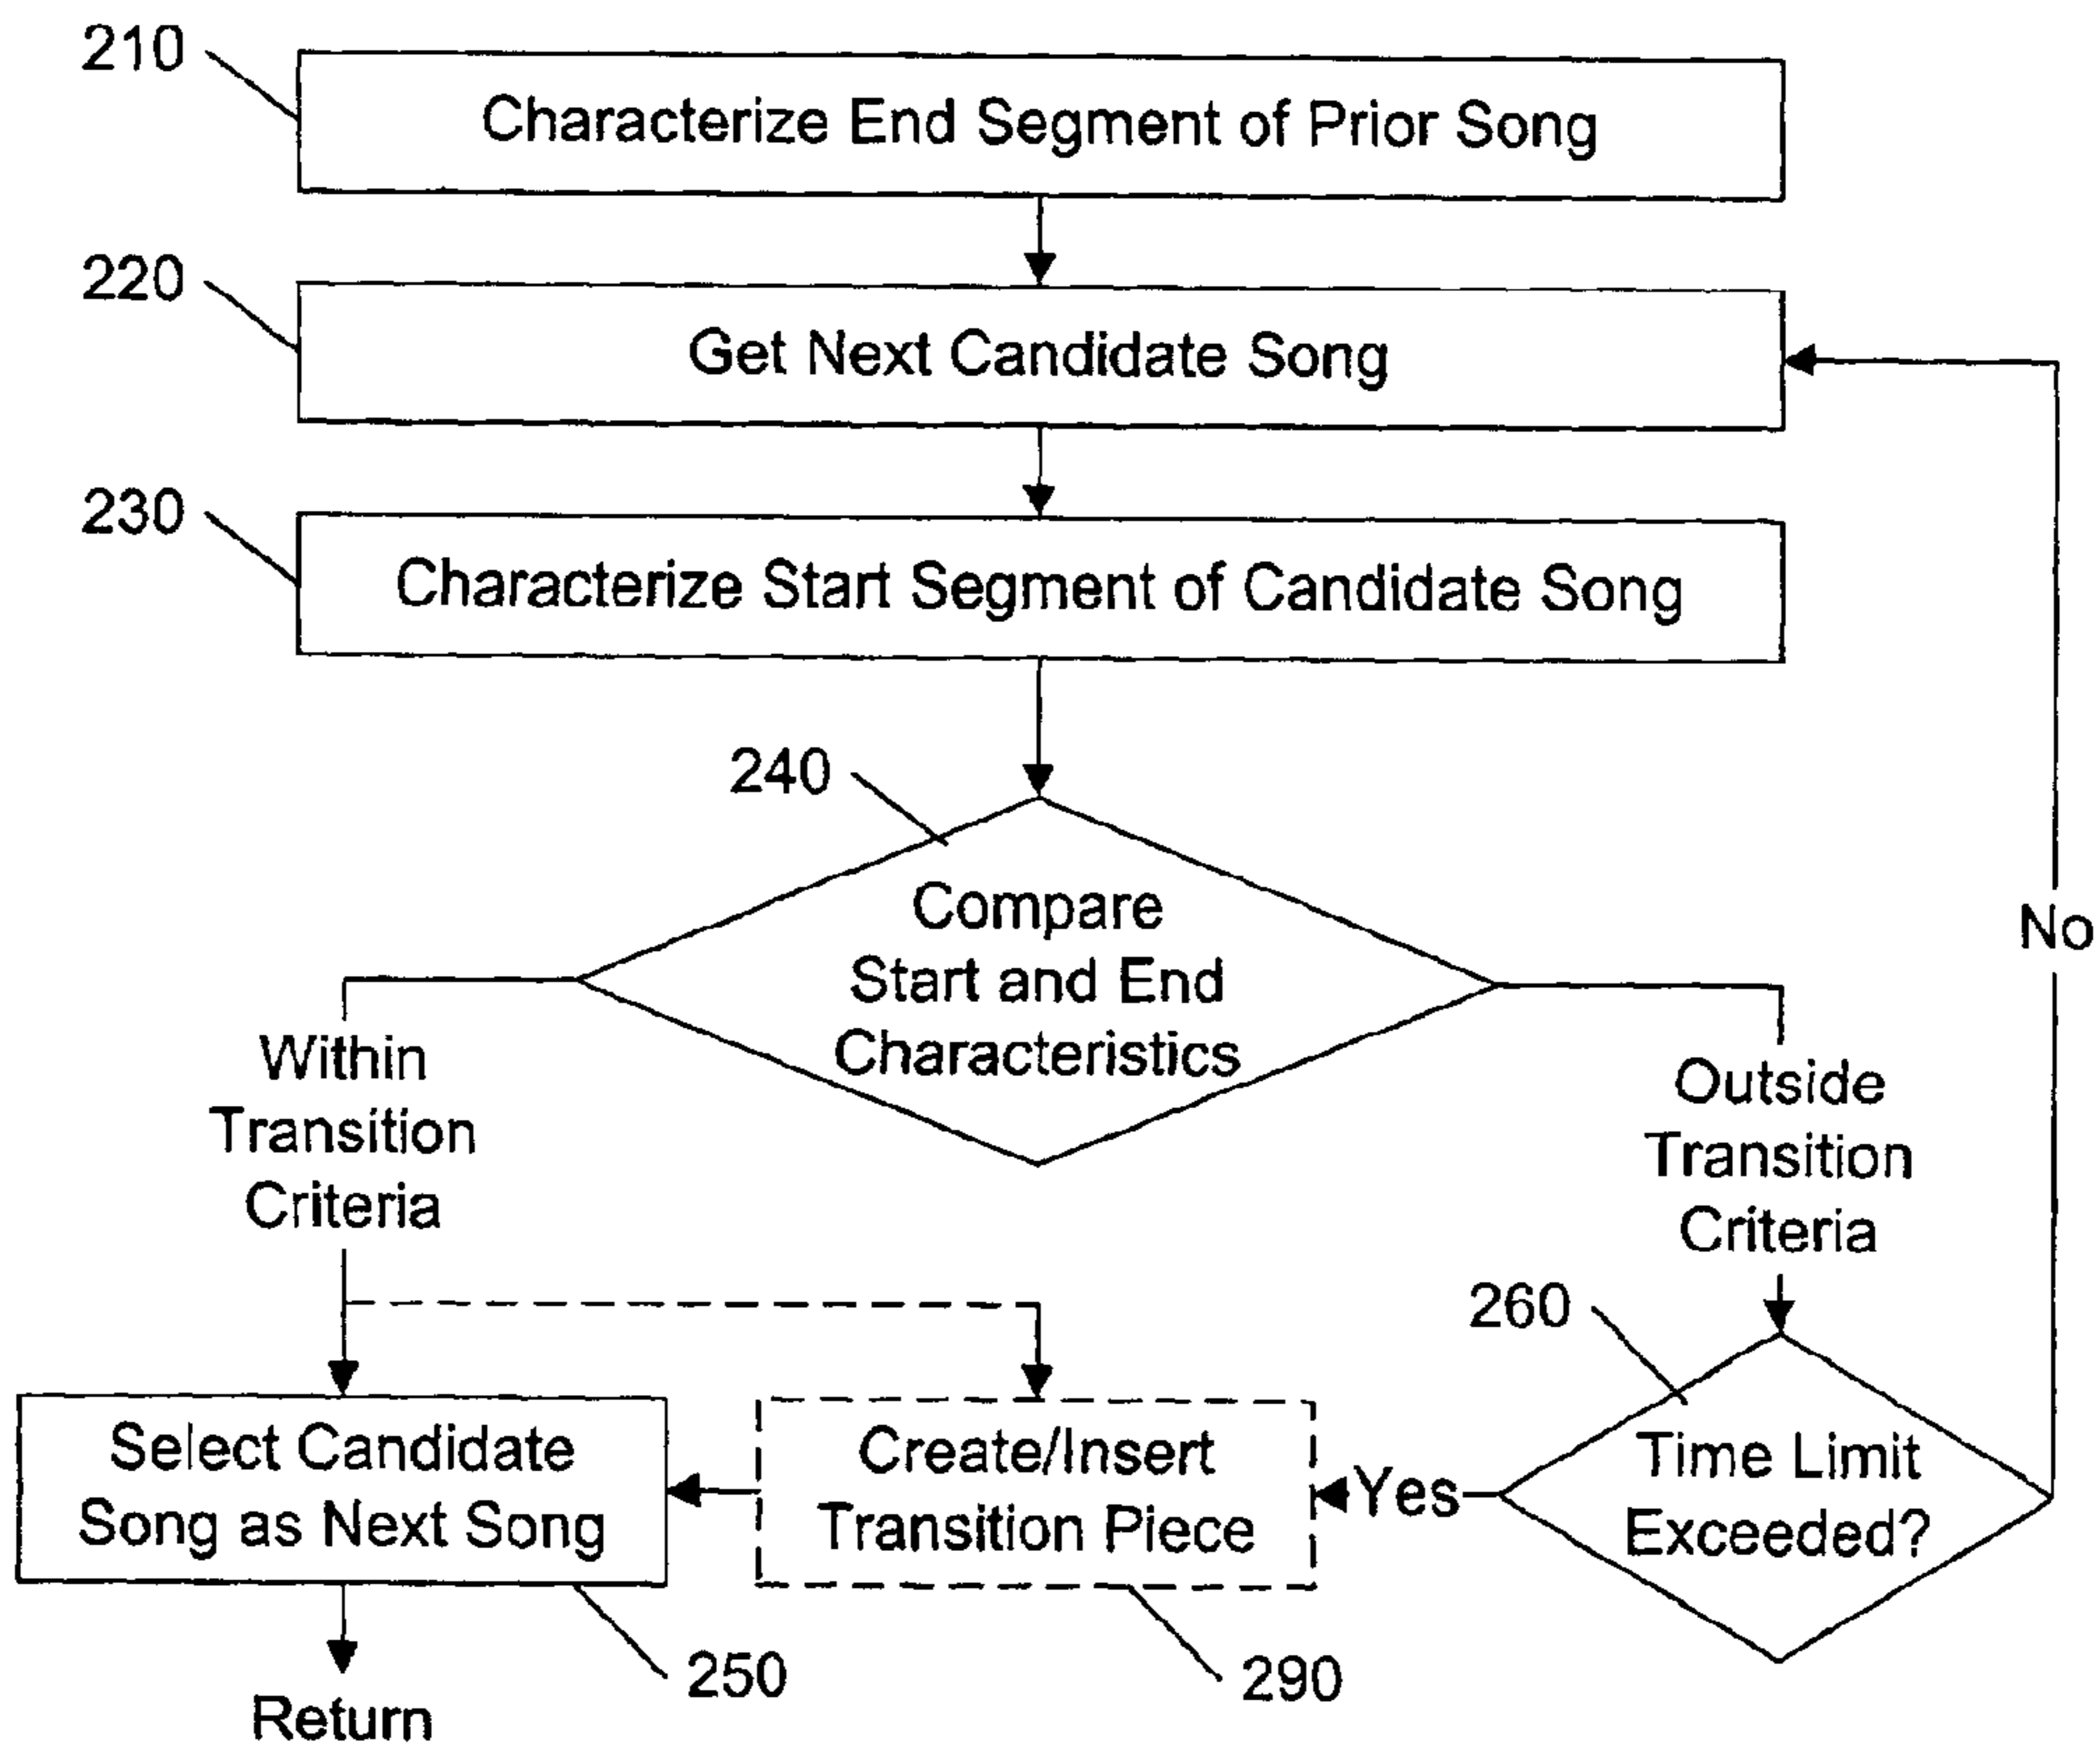 210
Characterize End Segment of Prior Song
220
Get Next Candidate Song
230
Characterize Start Segment of Candidate Song
240
Compare
Start and End
Characteristics
No
Within
Transition
Criteria
Outside
Transition
Criteria
260
Select Candidate
Song as Next Song
Create/Insert
Transition Piece
Yes
Time Limit
Exceeded?
250
290
Return